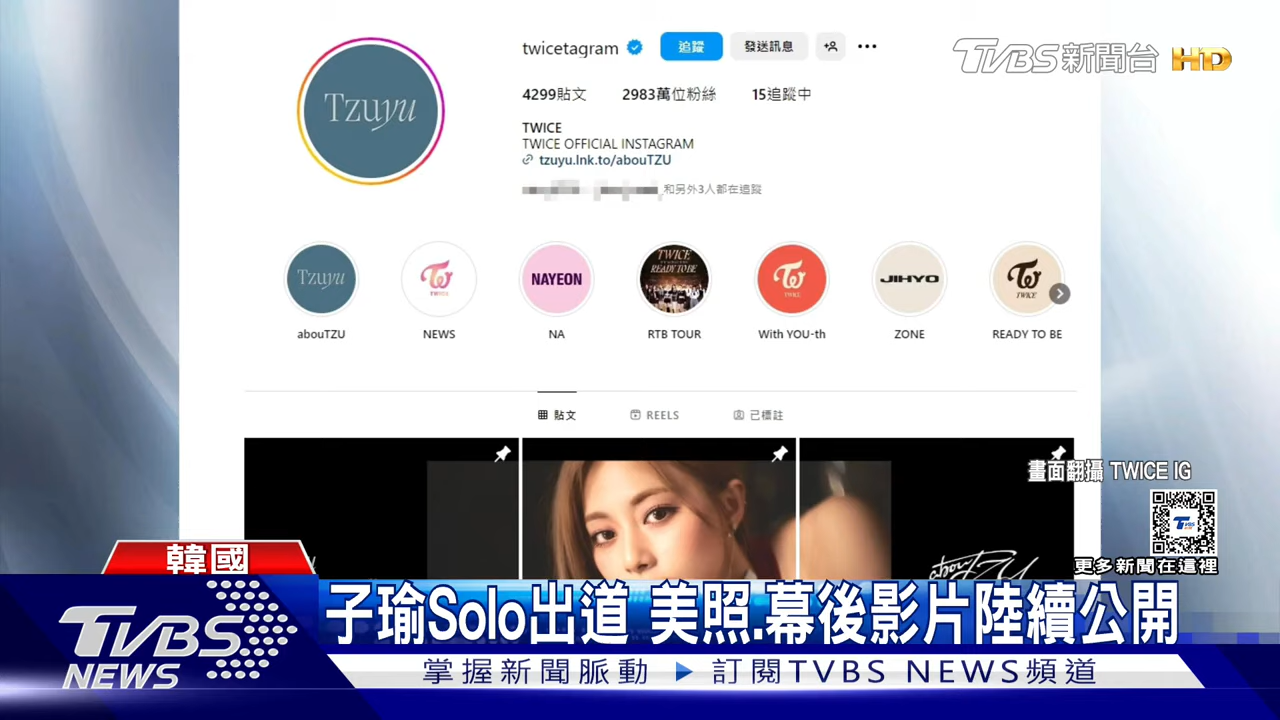 twicetagram
追蹤
發送訊息
TVBS新聞台 HD
4299貼文
2983萬位粉絲
15追蹤中
TWICE
TWICE OFFICIAL INSTAGRAM
tzuyu.lnk.to/abouTZU
和另外3人都在追蹤
Tzuyu
Tzuyu
TWICE
NAYEON
TWICE
READY TO BE
TWICE
JIHYO
TWICE
abouTZU
NEWS
NA
RTB TOUR
With YOU-th
ZONE
READY TO BE
貼文
REELS
已標註
畫面翻攝 TWICE IG
TVBS
abouTZU
更多新聞在這裡
韓國
子瑜Solo出道 美照.幕後影片陸續公開
TVBS
NEWS
掌握新聞脈動 ▶ 訂閱TVBS NEWS頻道